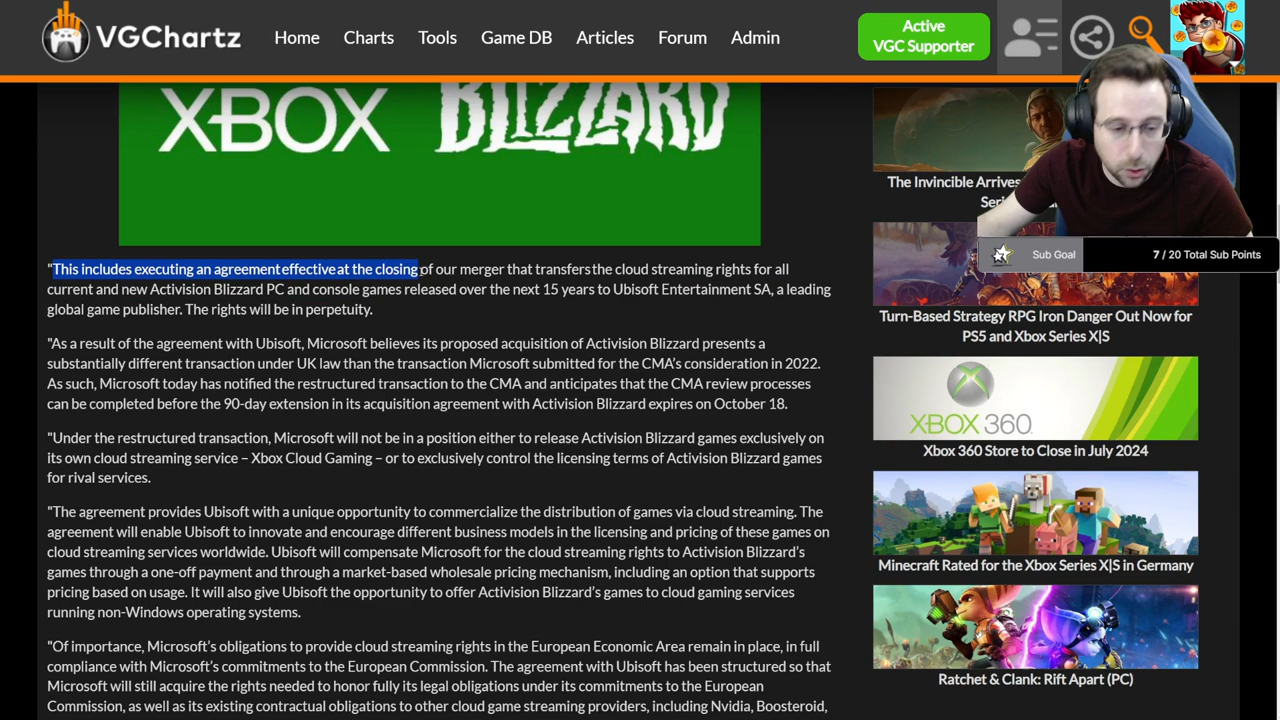 VGChartz
Home
Charts
Tools
Game DB
Articles
Forum
Admin
Active
VGC Supporter
XBOX
BLIZZARD
"This includes executing an agreement effective at the closing of our merger that transfers the cloud streaming rights for all
current and new Activision Blizzard PC and console games released over the next 15 years to Ubisoft Entertainment SA, a leading
global game publisher. The rights will be in perpetuity.
"As a result of the agreement with Ubisoft, Microsoft believes its proposed acquisition of Activision Blizzard presents a
substantially different transaction under UK law than the transaction Microsoft submitted for the CMA's consideration in 2022.
As such, Microsoft today has notified the restructured transaction to the CMA and anticipates that the CMA review processes
can be completed before the 90-day extension in its acquisition agreement with Activision Blizzard expires on October 18.
"Under the restructured transaction, Microsoft will not be in a position either to release Activision Blizzard games exclusively on
its own cloud streaming service – Xbox Cloud Gaming – or to exclusively control the licensing terms of Activision Blizzard games
for rival services.
"The agreement provides Ubisoft with a unique opportunity to commercialize the distribution of games via cloud streaming. The
agreement will enable Ubisoft to innovate and encourage different business models in the licensing and pricing of these games on
cloud streaming services worldwide. Ubisoft will compensate Microsoft for the cloud streaming rights to Activision Blizzard's
games through a one-off payment and through a market-based wholesale pricing mechanism, including an option that supports
pricing based on usage. It will also give Ubisoft the opportunity to offer Activision Blizzard's games to cloud gaming services
running non-Windows operating systems.
"Of importance, Microsoft's obligations to provide cloud streaming rights in the European Economic Area remain in place, in full
compliance with Microsoft's commitments to the European Commission. The agreement with Ubisoft has been structured so that
Microsoft will still acquire the rights needed to honor fully its legal obligations under its commitments to the European
Commission, as well as its existing contractual obligations to other cloud game streaming providers, including Nvidia, Boosteroid,
The Invincible Arrives
Sub Goal
7 / 20 Total Sub Points
Turn-Based Strategy RPG Iron Danger Out Now for
PS5 and Xbox Series X|S
XBOX 360
Xbox 360 Store to Close in July 2024
Minecraft Rated for the Xbox Series X|S in Germany
Ratchet & Clank: Rift Apart (PC)